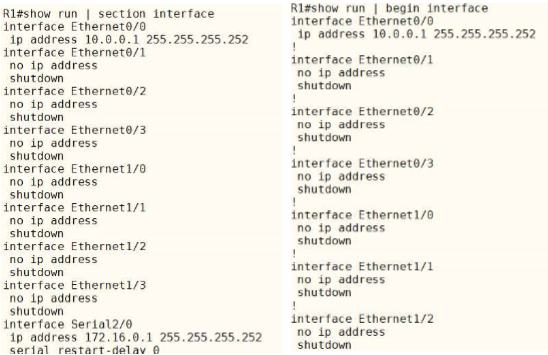 R1#show run | section interface
interface Ethernet0/0
 ip address 10.0.0.1 255.255.255.252
interface Ethernet0/1
 no ip address
 shutdown
interface Ethernet0/2
 no ip address
 shutdown
interface Ethernet0/3
 no ip address
 shutdown
interface Ethernet1/0
 no ip address
 shutdown
interface Ethernet1/1
 no ip address
 shutdown
interface Ethernet1/2
 no ip address
 shutdown
interface Ethernet1/3
 no ip address
 shutdown
interface Serial2/0
 ip address 172.16.0.1 255.255.255.252
 serial restart-delay 0
R1#show run | begin interface
interface Ethernet0/0
 ip address 10.0.0.1 255.255.255.252
!
interface Ethernet0/1
 no ip address
 shutdown
!
interface Ethernet0/2
 no ip address
 shutdown
!
interface Ethernet0/3
 no ip address
 shutdown
!
interface Ethernet1/0
 no ip address
 shutdown
!
interface Ethernet1/1
 no ip address
 shutdown
!
interface Ethernet1/2
 no ip address
 shutdown